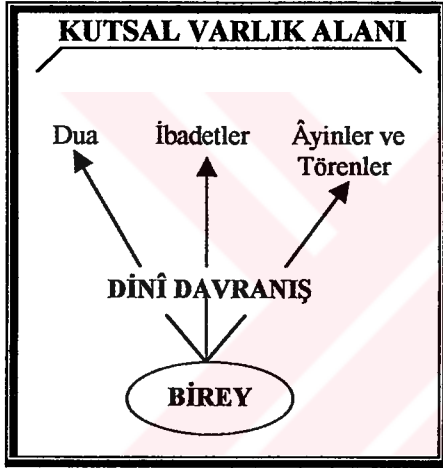 KUTSAL VARLIK ALANI
Dua İbadetler Âyinler ve
Törenler
DİNÎ DAVRANIŞ
BİREY